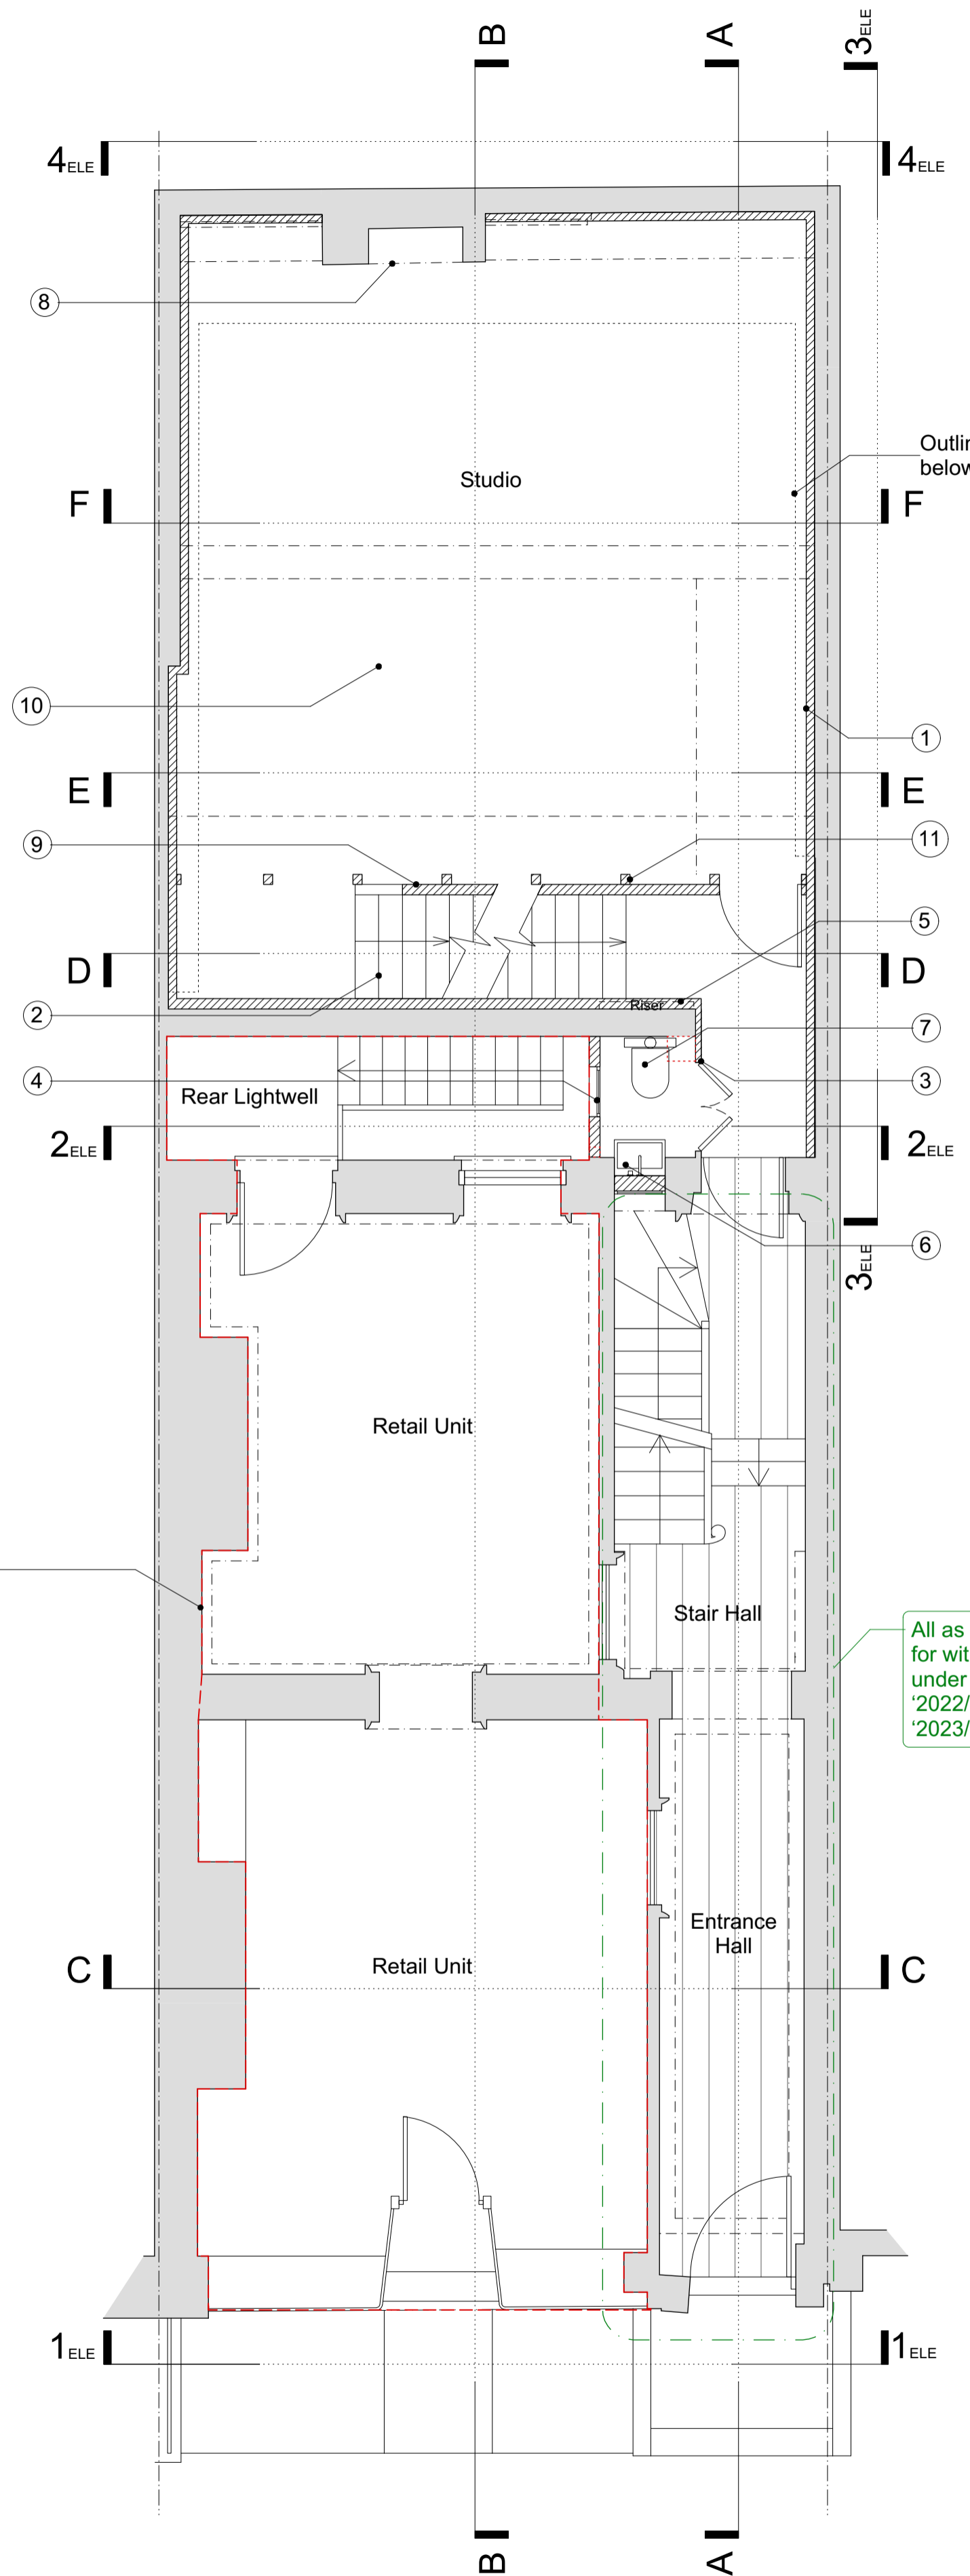 B
A
3ELE
4ELE
4ELE
8
Studio
below
F
F
10
1
E
E
9
11
5
D
D
2
Riser
7
4
3
Rear Lightwell
2ELE
2ELE
6
3ELE
Retail Unit
Stair Hall
All as
for
under
‘2022/
‘2023/
Entrance
Hall
Retail Unit
C
C
1ELE
1ELE
B
A